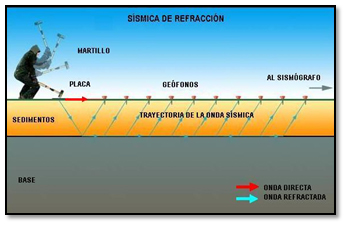 SÍSMICA DE REFRACCIÓN
MARTILLO
PLACA
GEÓFONOS
AL SISMÓGRAFO
SEDIMENTOS
TRAYECTORIA DE LA ONDA SÍSMICA
BASE
ONDA DIRECTA
ONDA REFRACTADA